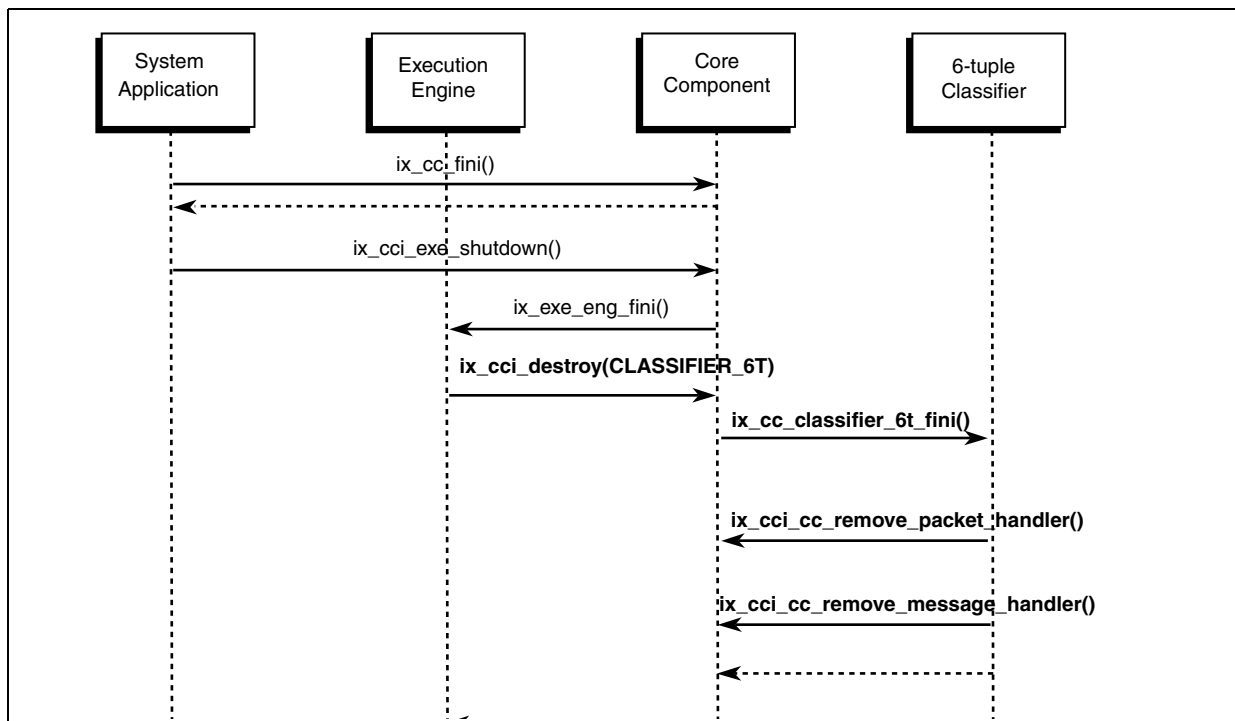 System
Application
Execution
Engine
Core
Component
6-tuple
Classifier
ix_cc_fini()
ix_cci_exe_shutdown()
ix_exe_eng_fini()
ix_cci_destroy(CLASSIFIER_6T)
ix_cc_classifier_6t_fini()
ix_cci_cc_remove_packet_handler()
ix_cci_cc_remove_message_handler()